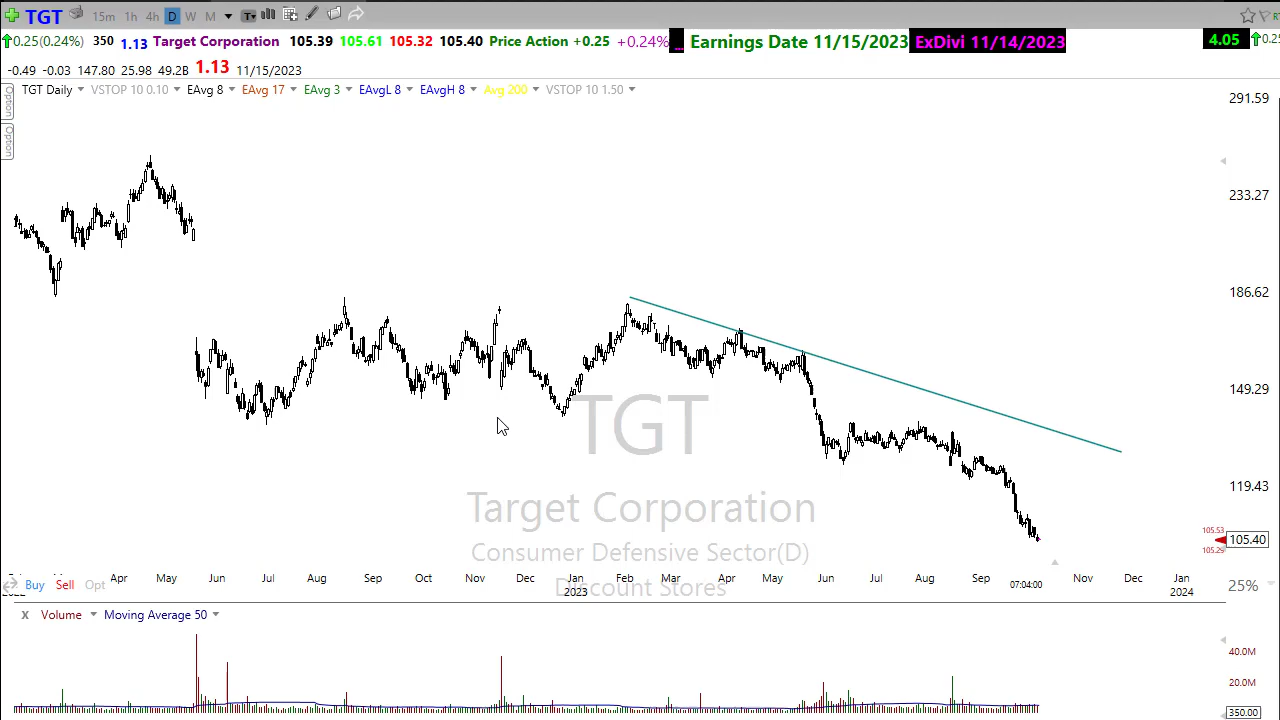 TGT 15m 1h 4h D W M T
0.25(0.24%) 350 1.13 Target Corporation 105.39 105.61 105.32 105.40 Price Action +0.25 +0.24% ... Earnings Date 11/15/2023 ExDivi 11/14/2023 4.05
-0.49 -0.03 147.80 25.98 49.2B 1.13 11/15/2023
TGT Daily VSTOP 10 0.10 EAvg 8 EAvg 17 EAvg 3 EAvgL 8 EAvgH 8 Avg 200 VSTOP 10 1.50
Option
Option
291.59
233.27
186.62
149.29
119.43
105.53
105.40
105.29
TGT
Target Corporation
Consumer Defensive Sector(D)
Discount Stores
Apr May Jun Jul Aug Sep Oct Nov Dec Jan Feb Mar Apr May Jun Jul Aug Sep 07:04:00 Nov Dec Jan
2023 2024
Buy Sell Opt 25%
X Volume Moving Average 50
40.0M
20.0M
350.00